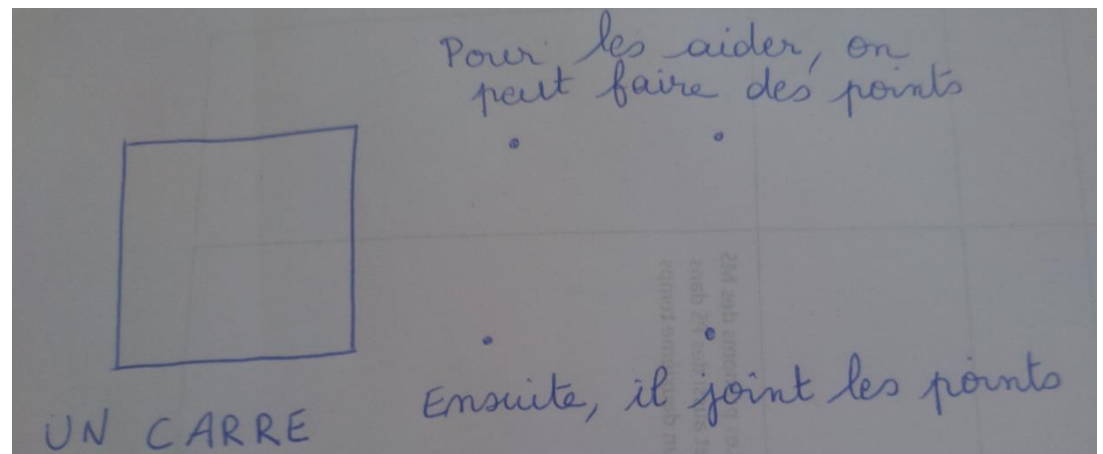 Pour les aider, on
peut faire des points
Ensuite, il joint les points
UN CARRE